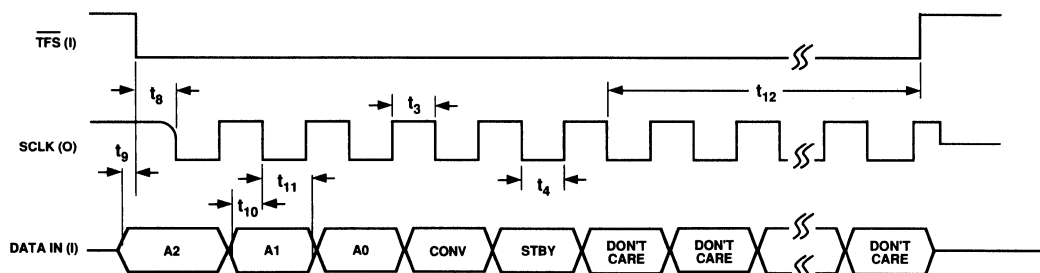 TFS (I)
t8
t3
t12
SCLK (O)
t9
t11
t4
t10
DATA IN (I)
A2
A1
A0
CONV
STBY
DON'T CARE
DON'T CARE
DON'T CARE